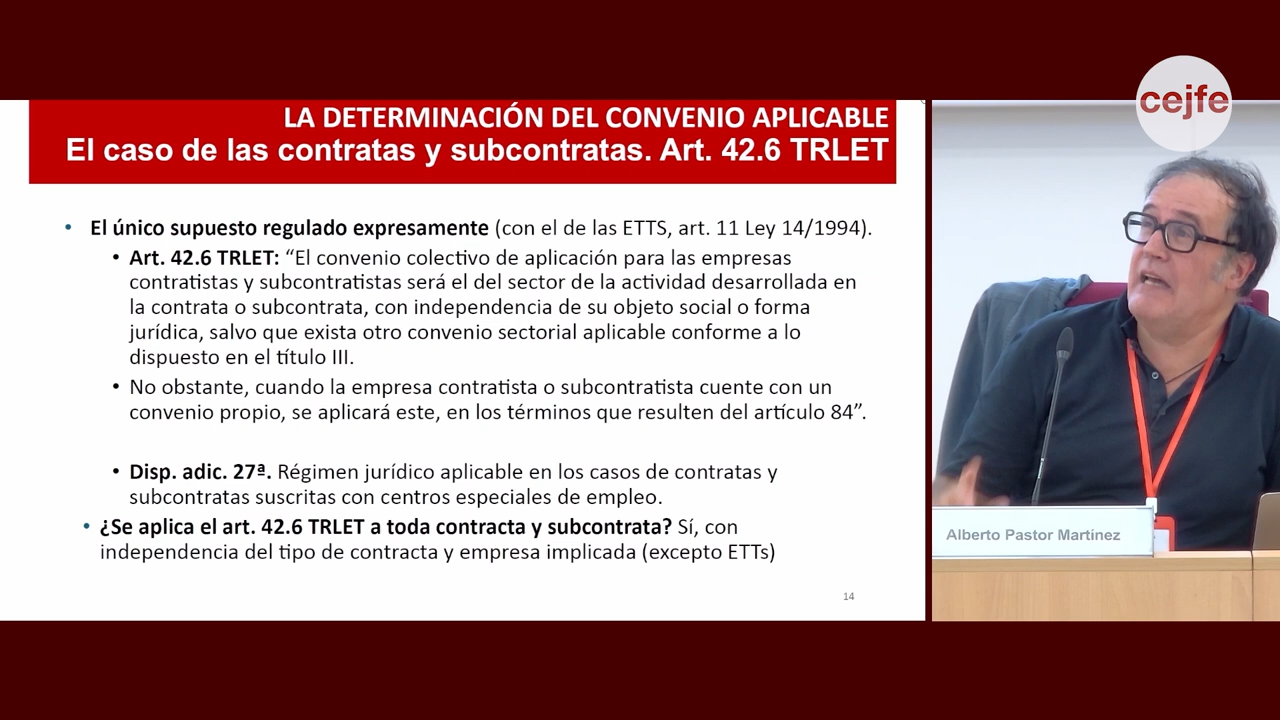 cejfe
LA DETERMINACIÓN DEL CONVENIO APLICABLE
El caso de las contratas y subcontratas. Art. 42.6 TRLET
• El único supuesto regulado expresamente (con el de las ETTS, art. 11 Ley 14/1994).
• Art. 42.6 TRLET: “El convenio colectivo de aplicación para las empresas
contratistas y subcontratistas será el del sector de la actividad desarrollada en
la contrata o subcontrata, con independencia de su objeto social o forma
jurídica, salvo que exista otro convenio sectorial aplicable conforme a lo
dispuesto en el título III.
• No obstante, cuando la empresa contratista o subcontratista cuente con un
convenio propio, se aplicará este, en los términos que resulten del artículo 84”.
• Disp. adic. 27ª. Régimen jurídico aplicable en los casos de contratas y
subcontratas suscritas con centros especiales de empleo.
• ¿Se aplica el art. 42.6 TRLET a toda contracta y subcontrata? Sí, con
independencia del tipo de contracta y empresa implicada (excepto ETTs)
14
Alberto Pastor Martínez